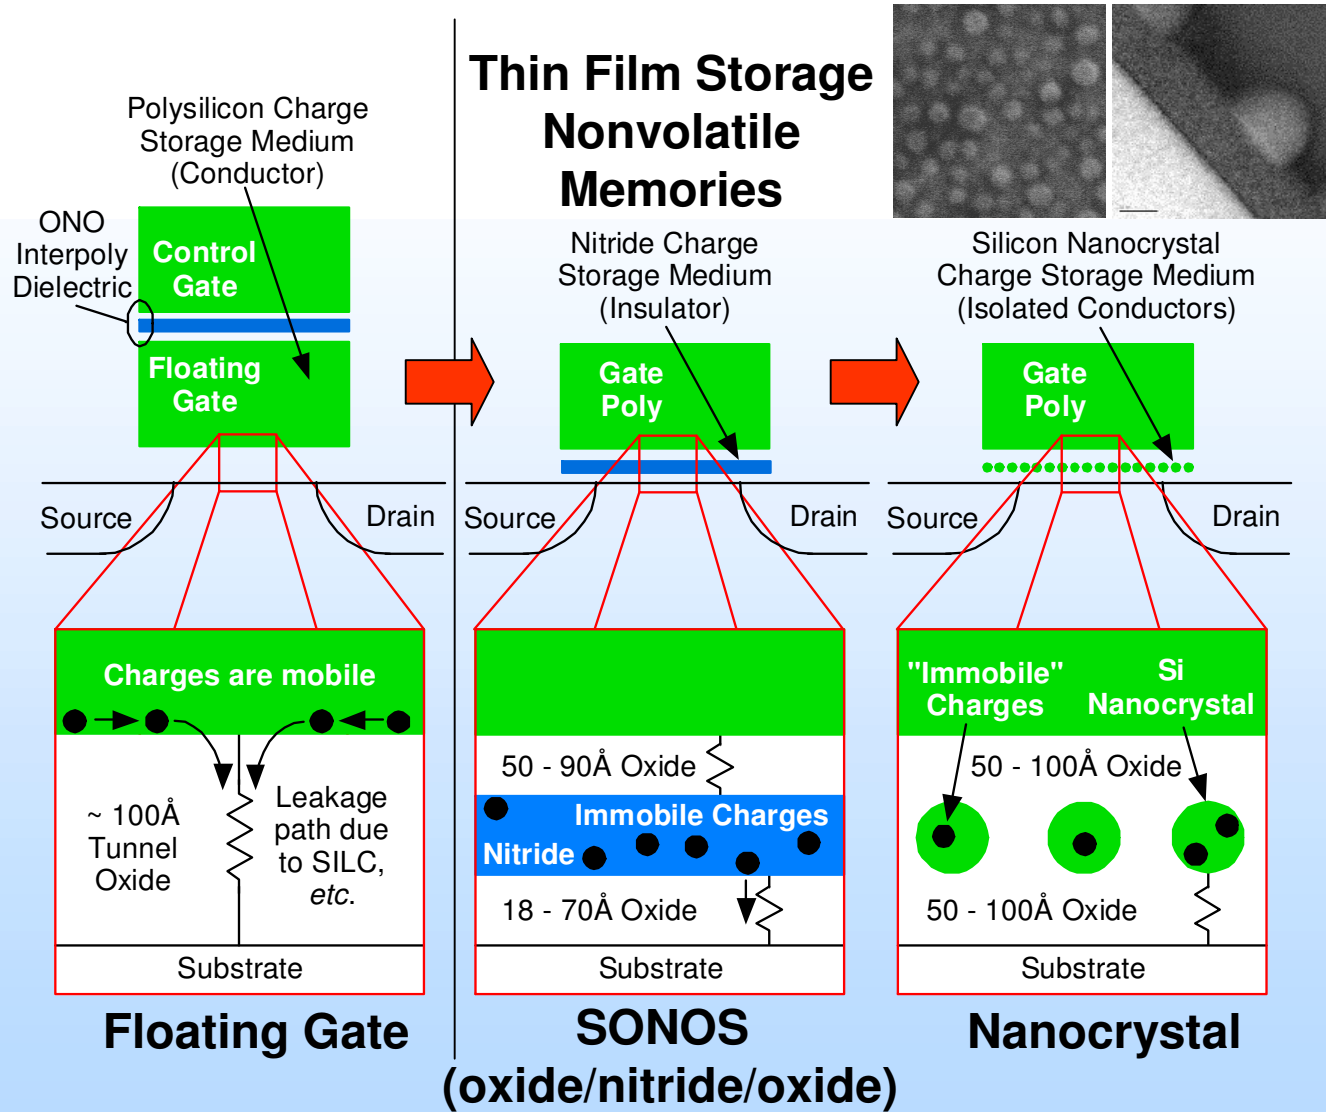 Thin Film Storage
Nonvolatile
Memories
Polysilicon Charge
Storage Medium
(Conductor)
ONO
Interpoly
Dielectric
Control
Gate
Floating
Gate
Source
Drain
Charges are mobile
~ 100Å
Tunnel
Oxide
Leakage
path due
to SILC,
etc.
Substrate
Floating Gate
Nitride Charge
Storage Medium
(Insulator)
Gate
Poly
Source
Drain
50 - 90Å Oxide
Immobile Charges
Nitride
18 - 70Å Oxide
Substrate
SONOS
(oxide/nitride/oxide)
Silicon Nanocrystal
Charge Storage Medium
(Isolated Conductors)
Gate
Poly
Source
Drain
"Immobile"
Charges
Si
Nanocrystal
50 - 100Å Oxide
50 - 100Å Oxide
Substrate
Nanocrystal